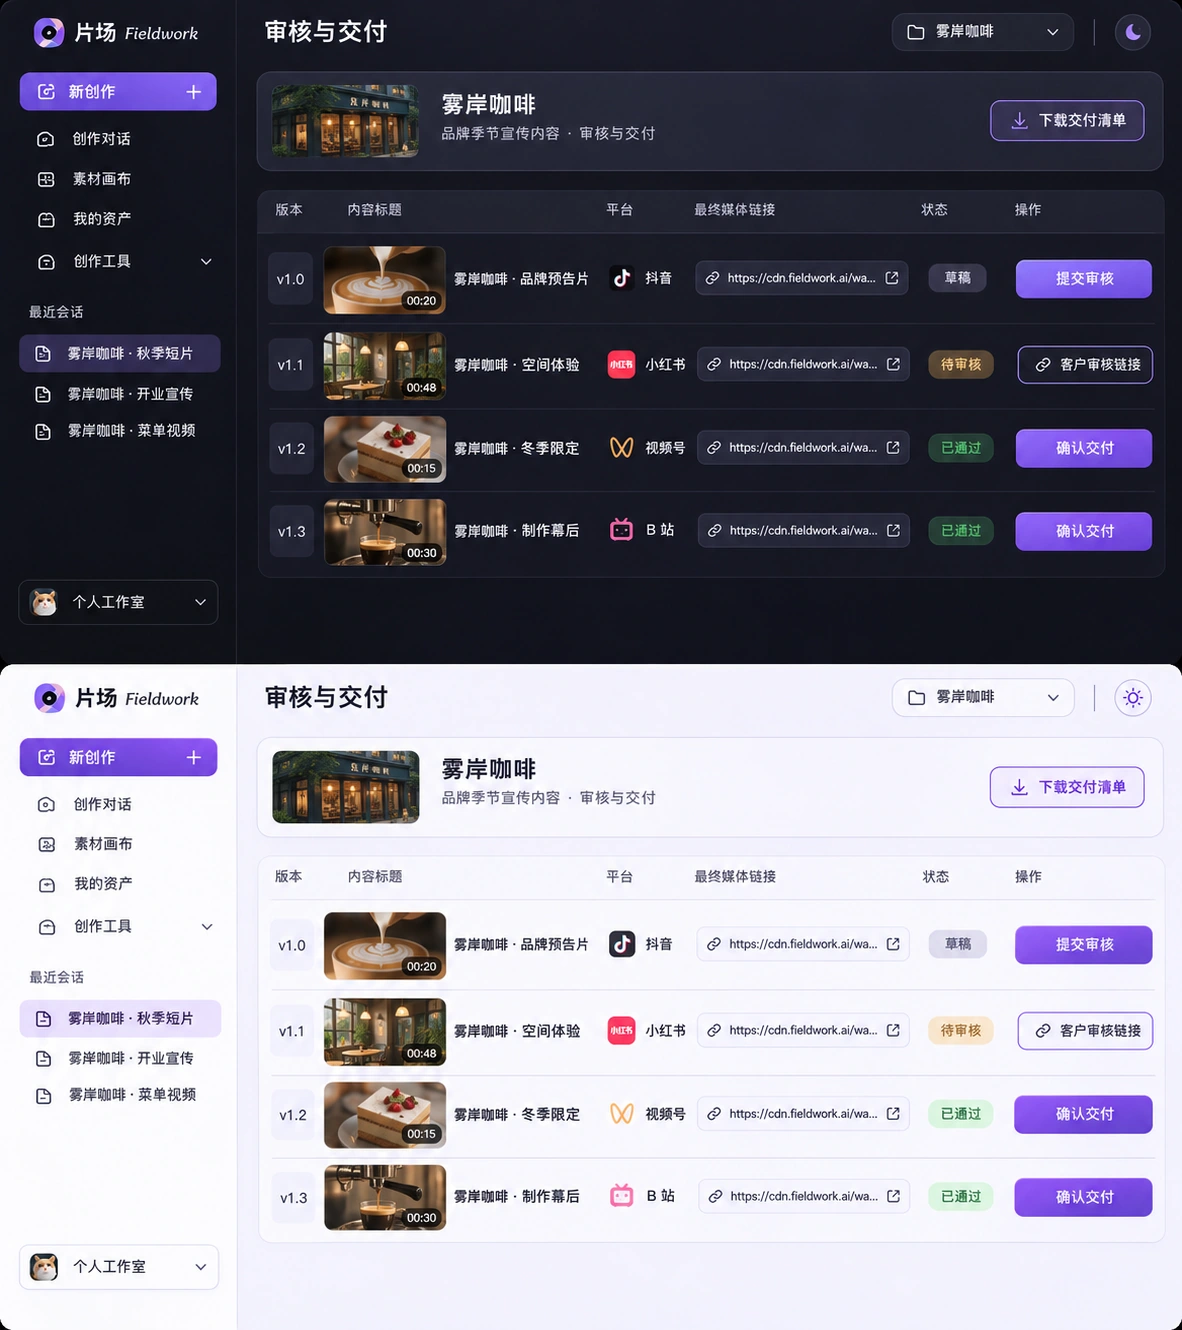 片场 Fieldwork
新创作
创作对话
素材画布
我的资产
创作工具
最近会话
雾岸咖啡 · 秋季短片
雾岸咖啡 · 开业宣传
雾岸咖啡 · 菜单视频
个人工作室
审核与交付
雾岸咖啡
雾岸咖啡
品牌季节宣传内容 · 审核与交付
下载交付清单
版本 内容标题 平台 最终媒体链接 状态 操作
v1.0 00:20 雾岸咖啡 · 品牌预告片 抖音 https://cdn.fieldwork.ai/wa... 草稿 提交审核
v1.1 00:48 雾岸咖啡 · 空间体验 小红书 小红书 https://cdn.fieldwork.ai/wa... 待审核 客户审核链接
v1.2 00:15 雾岸咖啡 · 冬季限定 视频号 https://cdn.fieldwork.ai/wa... 已通过 确认交付
v1.3 00:30 雾岸咖啡 · 制作幕后 B 站 https://cdn.fieldwork.ai/wa... 已通过 确认交付
片场 Fieldwork
新创作
创作对话
素材画布
我的资产
创作工具
最近会话
雾岸咖啡 · 秋季短片
雾岸咖啡 · 开业宣传
雾岸咖啡 · 菜单视频
个人工作室
审核与交付
雾岸咖啡
雾岸咖啡
品牌季节宣传内容 · 审核与交付
下载交付清单
版本 内容标题 平台 最终媒体链接 状态 操作
v1.0 00:20 雾岸咖啡 · 品牌预告片 抖音 https://cdn.fieldwork.ai/wa... 草稿 提交审核
v1.1 00:48 雾岸咖啡 · 空间体验 小红书 小红书 https://cdn.fieldwork.ai/wa... 待审核 客户审核链接
v1.2 00:15 雾岸咖啡 · 冬季限定 视频号 https://cdn.fieldwork.ai/wa... 已通过 确认交付
v1.3 00:30 雾岸咖啡 · 制作幕后 B 站 https://cdn.fieldwork.ai/wa... 已通过 确认交付